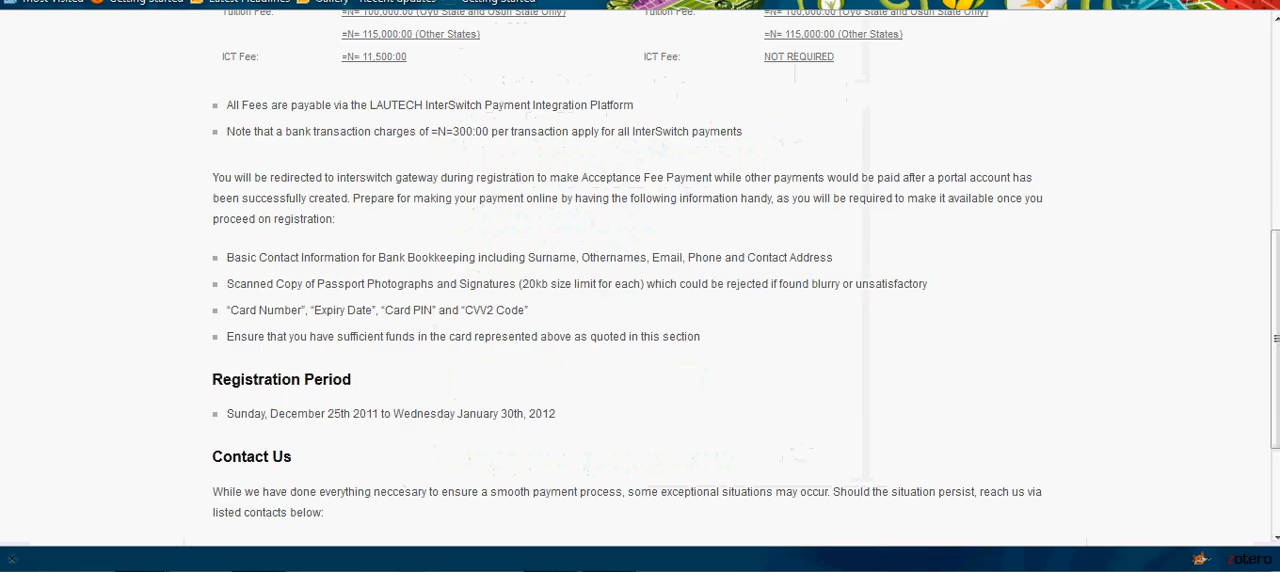 Most Visited Getting Started Latest Headlines Gallery - Recent updates Getting Started
Tuition Fee: =N= 100,000:00 (Oyo State and Osun State Only) Tuition Fee: =N= 100,000:00 (Oyo State and Osun State Only)
=N= 115,000:00 (Other States) =N= 115,000:00 (Other States)
ICT Fee: =N= 11,500:00 ICT Fee: NOT REQUIRED
All Fees are payable via the LAUTECH InterSwitch Payment Integration Platform
Note that a bank transaction charges of =N=300:00 per transaction apply for all InterSwitch payments
You will be redirected to interswitch gateway during registration to make Acceptance Fee Payment while other payments would be paid after a portal account has
been successfully created. Prepare for making your payment online by having the following information handy, as you will be required to make it available once you
proceed on registration:
Basic Contact Information for Bank Bookkeeping including Surname, Othernames, Email, Phone and Contact Address
Scanned Copy of Passport Photographs and Signatures (20kb size limit for each) which could be rejected if found blurry or unsatisfactory
“Card Number”, “Expiry Date”, “Card PIN” and “CVV2 Code”
Ensure that you have sufficient funds in the card represented above as quoted in this section
Registration Period
Sunday, December 25th 2011 to Wednesday January 30th, 2012
Contact Us
While we have done everything neccesary to ensure a smooth payment process, some exceptional situations may occur. Should the situation persist, reach us via
listed contacts below:
zotero